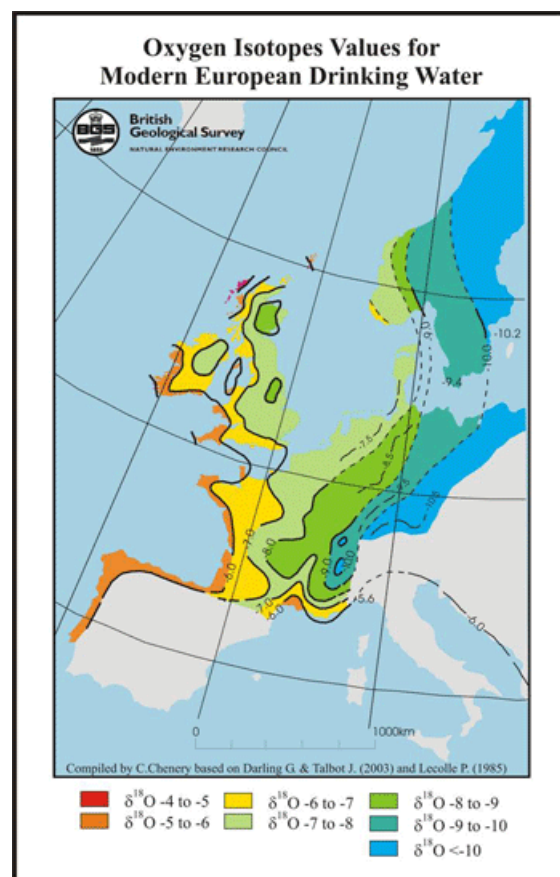 Oxygen Isotopes Values for
Modern European Drinking Water
British
Geological Survey
NATURAL ENVIRONMENT RESEARCH COUNCIL
BGS
-10.2
-9.0
-10.0
-9.4
-7.5
-8.5
-10.5
-7.0
-8.0
-9.0
-6.0
-7.0
-6.0
-5.6
-6.0
0
1000km
Compiled by C.Chenery based on Darling G. & Talbot J. (2003) and Lecolle P. (1985)
δ¹⁸O -4 to -5
δ¹⁸O -6 to -7
δ¹⁸O -8 to -9
δ¹⁸O -5 to -6
δ¹⁸O -7 to -8
δ¹⁸O -9 to -10
δ¹⁸O <-10